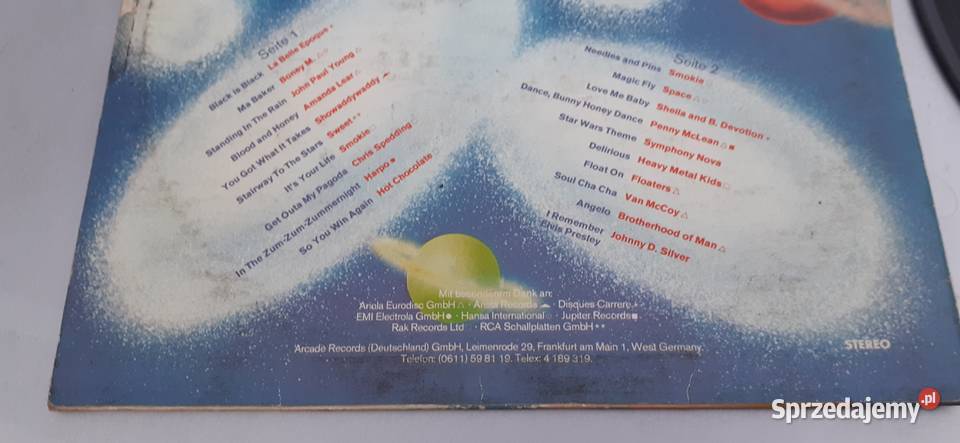 Seite 1
Black is Black La Belle Epoque
Ma Baker Boney M.
Standing In The Rain John Paul Young
Blood and Honey Amanda Lear
You Got What it Takes Showaddywaddy
Stairway To The Stars Sweet
It's Your Life Smokie
Get Outa My Pagoda Chris Spedding
In The Zum-Zum-Zummernight Harpo
So You Win Again Hot Chocolate
Seite 2
Needles and Pins Smokie
Magic Fly Space
Love Me Baby Sheila and B. Devotion
Dance, Bunny Honey Dance Penny McLean
Star Wars Theme Symphony Nova
Delirious Heavy Metal Kids
Float On Floaters
Soul Cha Cha Van McCoy
Angelo Brotherhood of Man
I Remember
Elvis Presley Johnny D. Silver
Mit besonderem Dank an:
Ariola Eurodisc GmbH · Arista Records · Disques Carrere
EMI Electrola GmbH · Hansa International · Jupiter Records
Rak Records Ltd · RCA Schallplatten GmbH
Arcade Records (Deutschland) GmbH, Leimenrode 29, Frankfurt am Main 1, West Germany.
Telefon: (0611) 59 81 19. Telex: 4 189 319.
STEREO
Sprzedajemy.pl